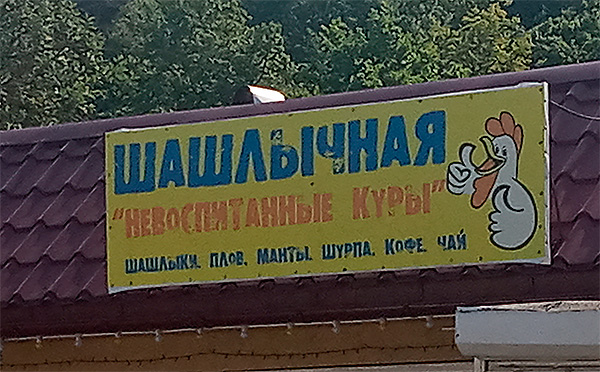 ШАШЛЫЧНАЯ
"НЕВОСПИТАННЫЕ КУРЫ"
ШАШЛЫКИ. ПЛОВ. МАНТЫ. ШУРПА. КОФЕ. ЧАЙ